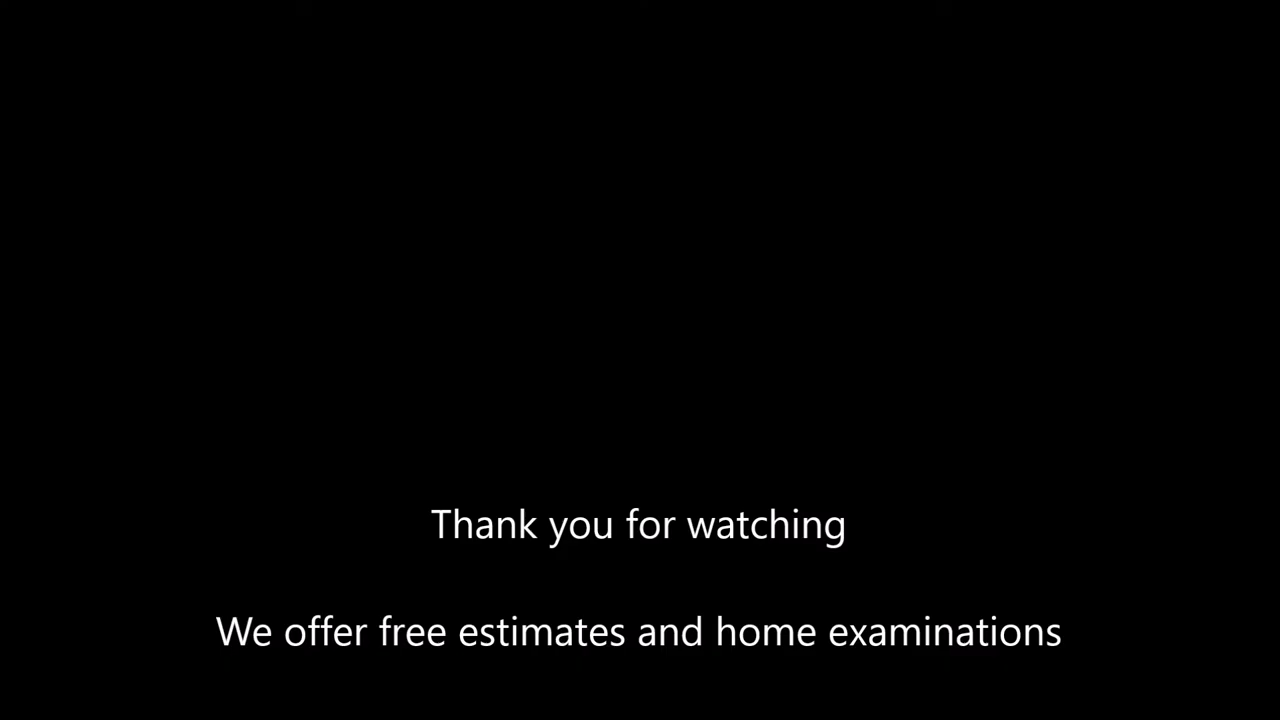 Thank you for watching
We offer free estimates and home examinations